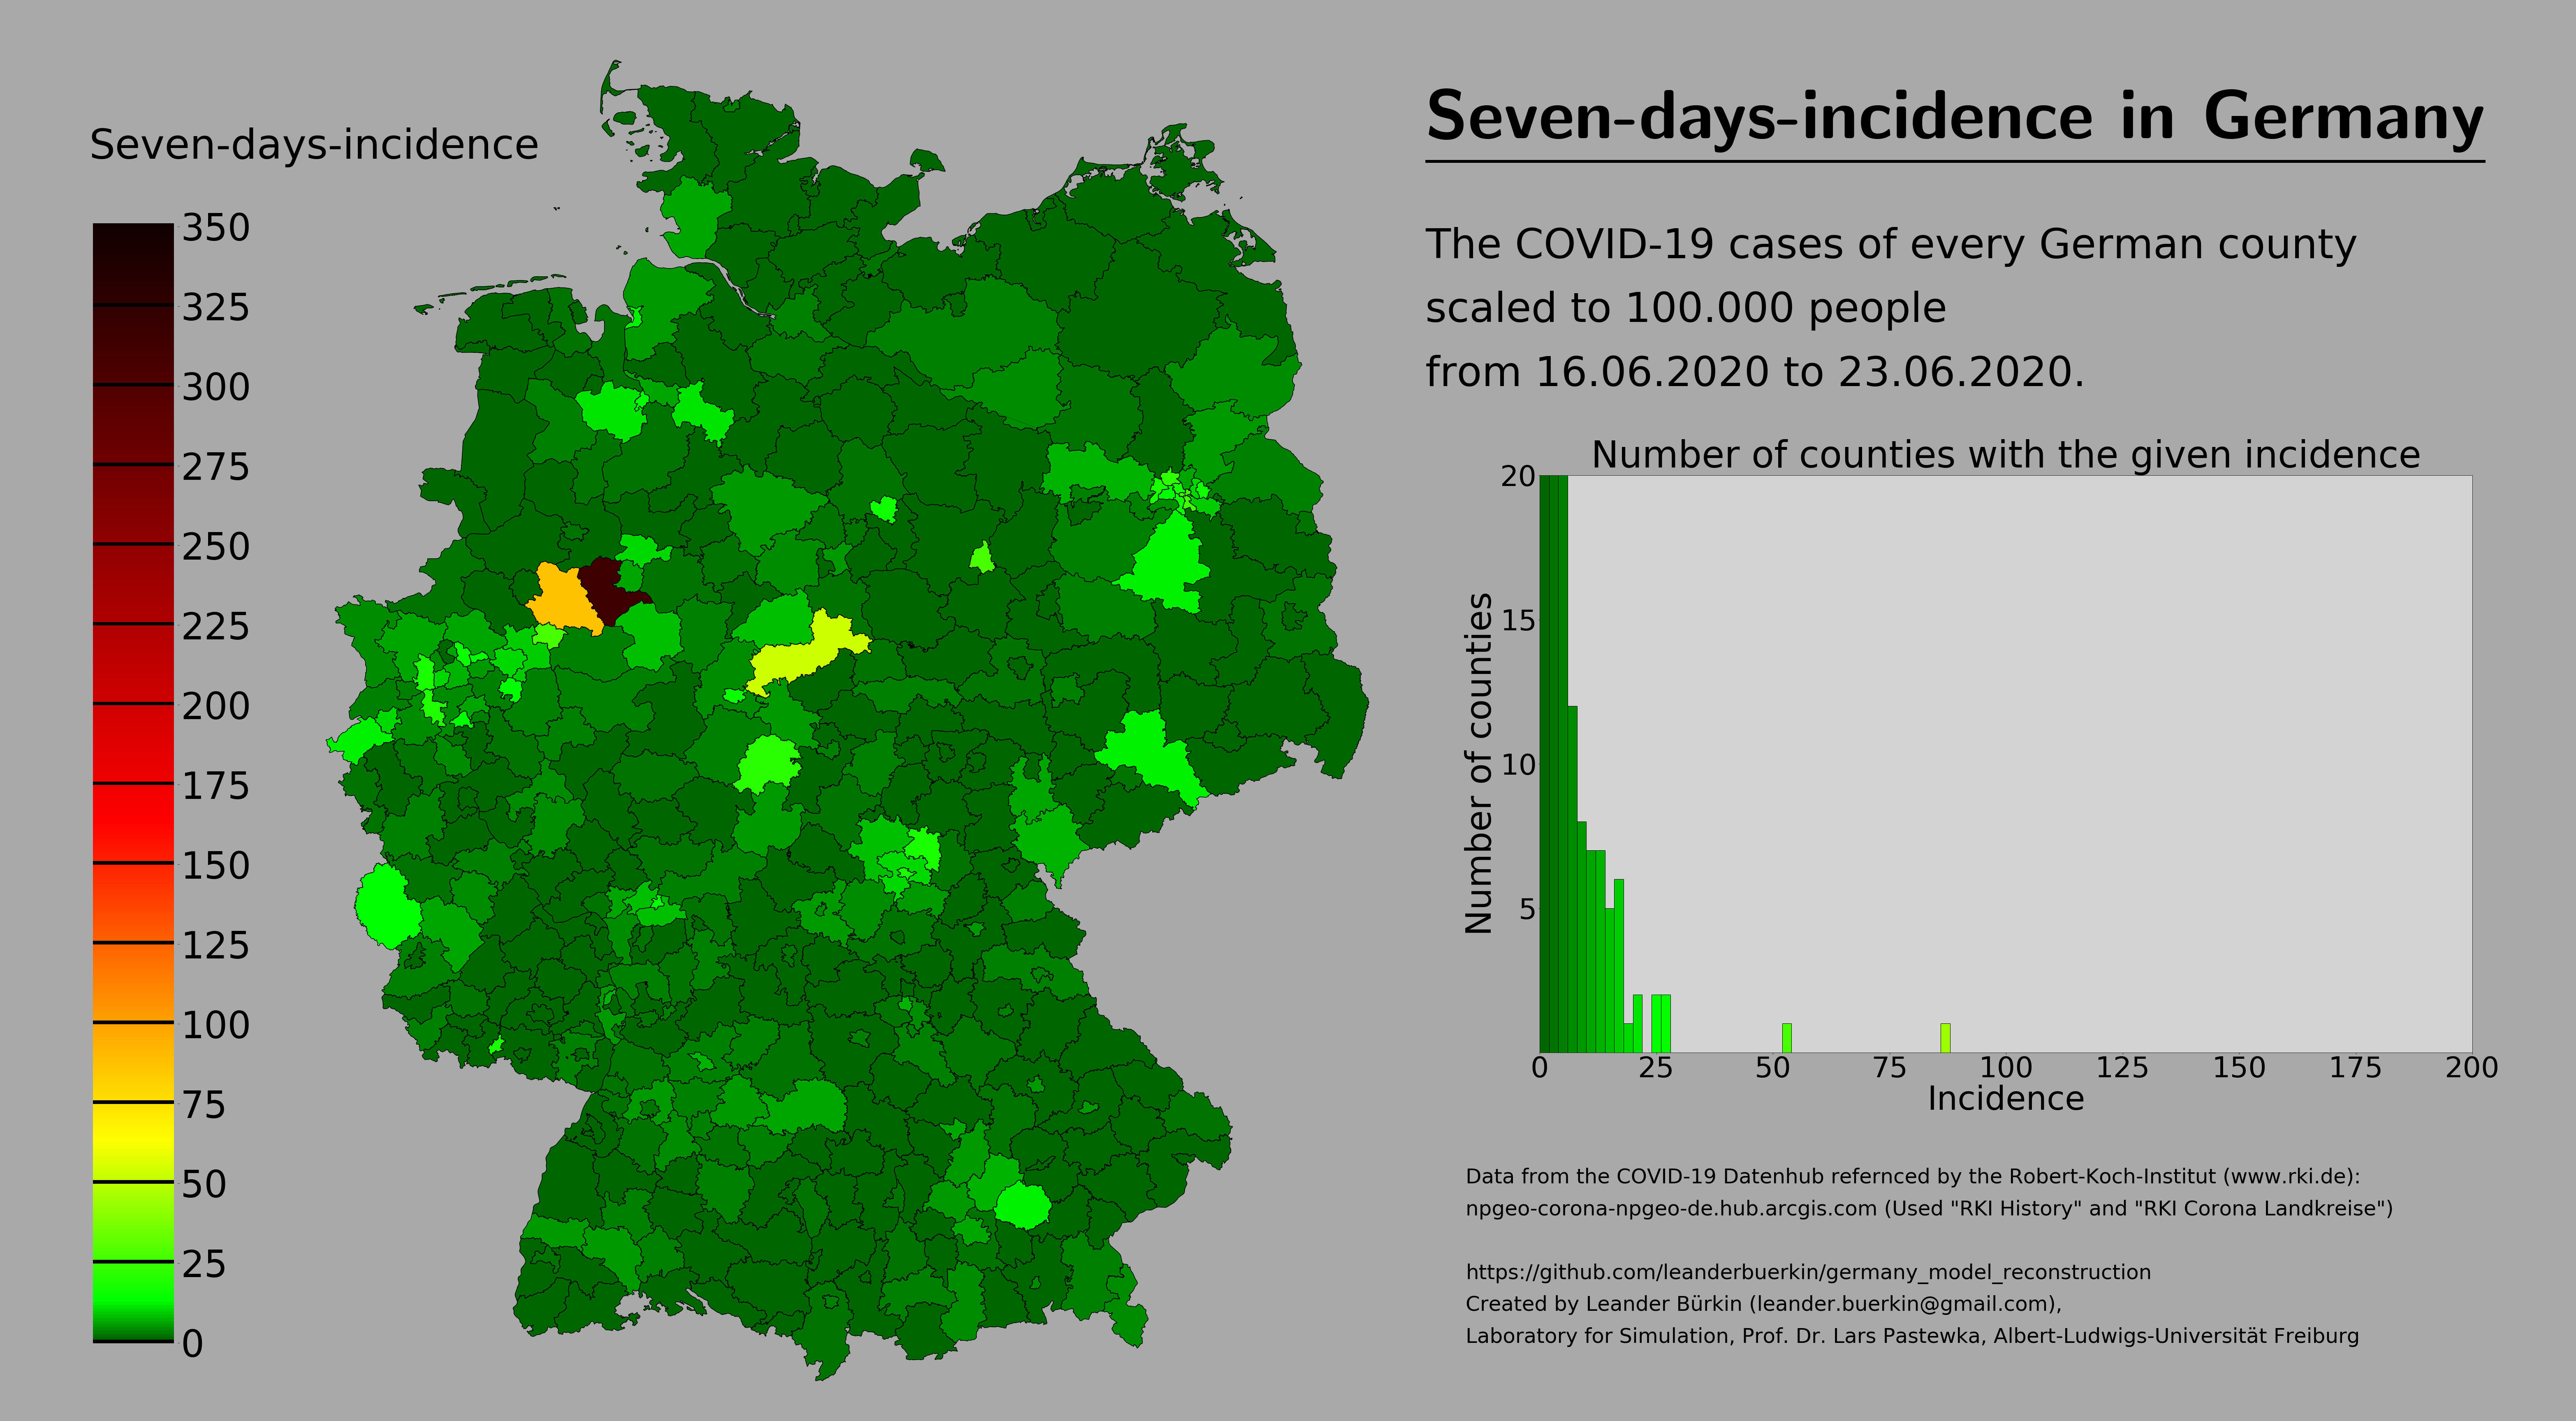 Seven-days-incidence
350
325
300
275
250
225
200
175
150
125
100
75
50
25
0
Seven-days-incidence in Germany
The COVID-19 cases of every German county
scaled to 100.000 people
from 16.06.2020 to 23.06.2020.
Number of counties with the given incidence
Number of counties
20
15
10
5
0 25 50 75 100 125 150 175 200
Incidence
Data from the COVID-19 Datenhub refernced by the Robert-Koch-Institut (www.rki.de):
npgeo-corona-npgeo-de.hub.arcgis.com (Used "RKI History" and "RKI Corona Landkreise")
https://github.com/leanderbuerkin/germany_model_reconstruction
Created by Leander Bürkin (leander.buerkin@gmail.com),
Laboratory for Simulation, Prof. Dr. Lars Pastewka, Albert-Ludwigs-Universität Freiburg